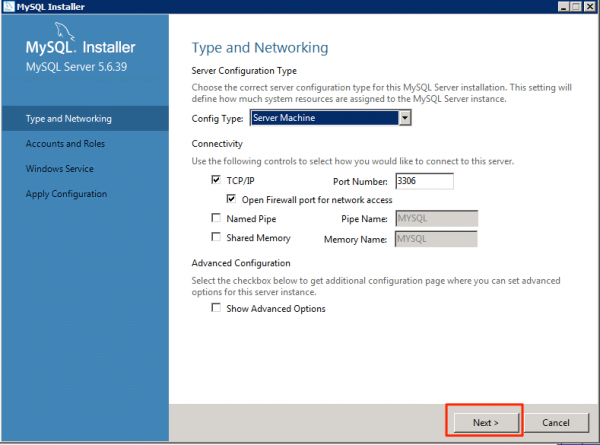 MySQL Installer
MySQL. Installer
MySQL Server 5.6.39
Type and Networking
Accounts and Roles
Windows Service
Apply Configuration
Type and Networking
Server Configuration Type
Choose the correct server configuration type for this MySQL Server installation. This setting will
define how much system resources are assigned to the MySQL Server instance.
Config Type: Server Machine
Connectivity
Use the following controls to select how you would like to connect to this server.
TCP/IP Port Number: 3306
Open Firewall port for network access
Named Pipe Pipe Name: MYSQL
Shared Memory Memory Name: MYSQL
Advanced Configuration
Select the checkbox below to get additional configuration page where you can set advanced
options for this server instance.
Show Advanced Options
Next > Cancel